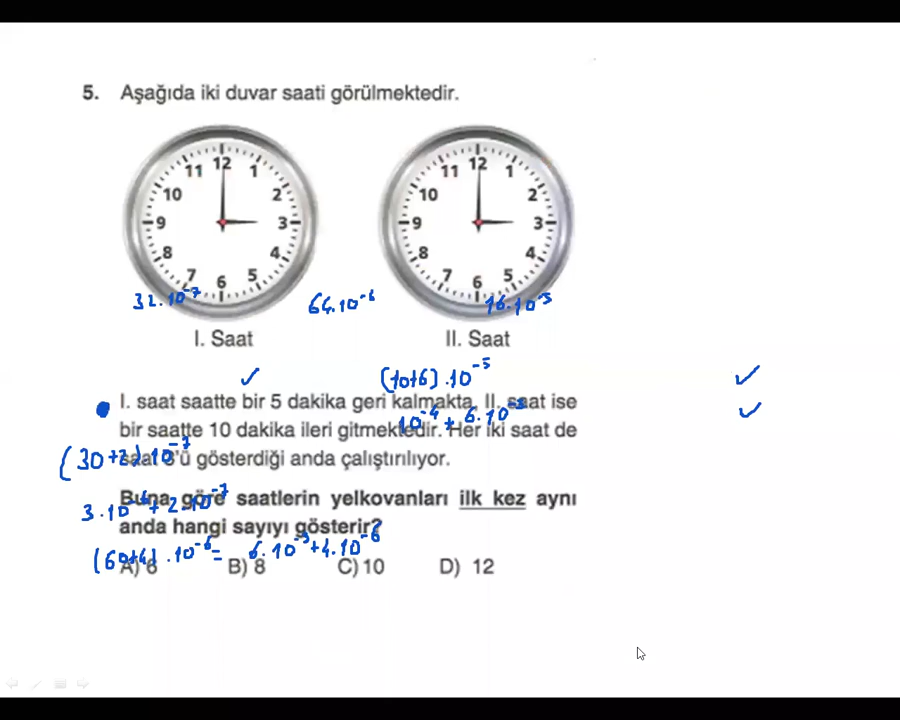 5. Aşağıda iki duvar saati görülmektedir.
12 1 2 3 4 5 6 7 8 9 10 11
12 1 2 3 4 5 6 7 8 9 10 11
32.10⁻⁷ 64.10⁻⁶ 16.10⁻⁵
I. Saat II. Saat
✓ (10+6).10⁻⁵ ✓
I. saat saatte bir 5 dakika geri kalmakta, II. saat ise
10⁻⁴ + 6.10⁻⁵ ✓
bir saatte 10 dakika ileri gitmektedir. Her iki saat de
(30+2).10⁻⁷
saat 3'ü gösterdiği anda çalıştırılıyor.
Buna göre saatlerin yelkovanları ilk kez aynı
3.10⁻⁶ + 2.10⁻⁷
anda hangi sayıyı gösterir?
(60+4).10⁻⁶ = 6.10⁻⁵ + 4.10⁻⁶
A) 6 B) 8 C) 10 D) 12